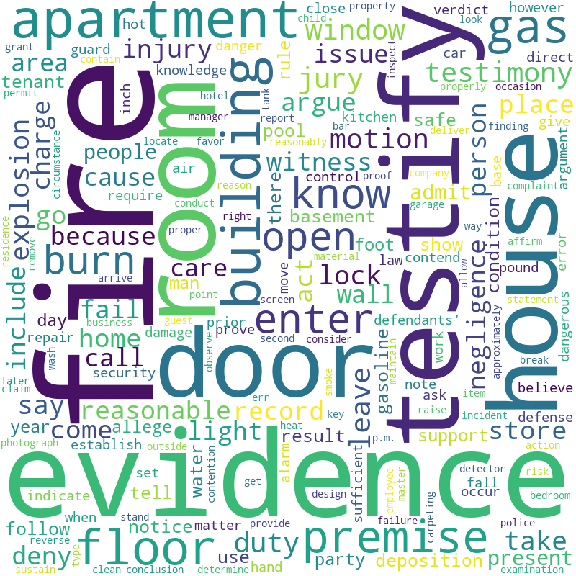 apartment
hot
child
property
close
verdict
look
however
grant
gas
guard
danger
window
injury
rule
car
direct
area
contain
tenant
knowledge
issue
inspect
properly
occasion
testimony
permit
inch
hotel
tank
jury
reasonably
bar
deliver
finding
manager
report
kitchen
place
locate
favor
argue
safe
give
charge
people
pool
motion
person
explosion
circumstance
cause
air
witness
control
proof
company
base
complaint
argument
fire
room
building
testify
house
require
reason
conduct
there
admit
go
know
basement
right
garage
way
because
proper
foot
show
condition
affirm
error
residence
remove
burn
arrive
care
open
move
act
material
law
contend
pound
allow
include
man
point
lock
wall
negligence
statement
dangerous
day
fail
business
screen
enter
approximately
repair
home
damage
guest
prior
observe
second
prove
consider
defendants'
work
break
later
claim
wash
call
security
door
err
smoke
leave
gasoline
maintain
note
ask
item
believe
say
reasonable
record
key
p.m.
raise
incident
defense
year
come
allege
light
heat
result
support
store
photograph
establish
outside
contention
alarm
sufficient
carpeting
detector
fall
action
indicate
set
tell
water
get
design
employee
master
occur
risk
bedroom
evidence
follow
when
notice
stand
matter
provide
duty
failure
premise
police
take
deny
reverse
type
floor
use
hand
party
deposition
present
sustain
clean
conclusion
determine
examination